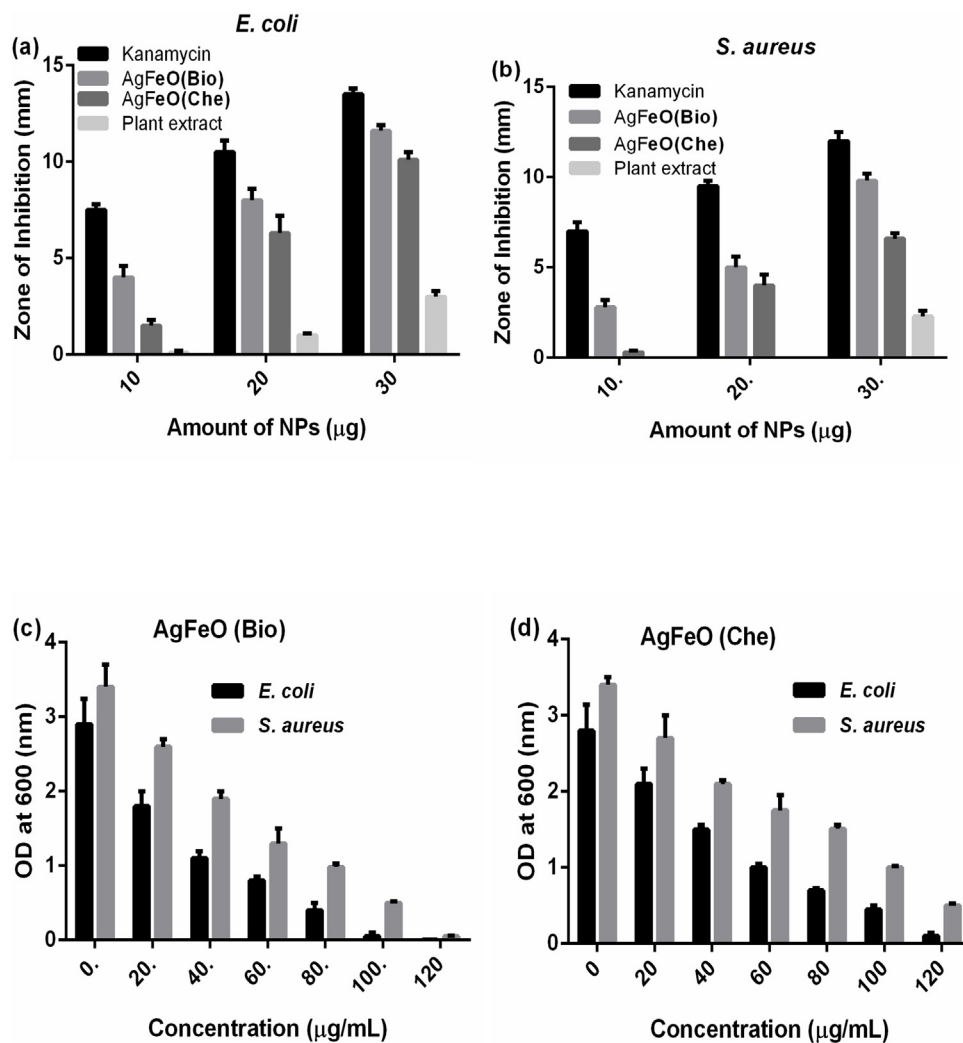 E. coli
(a)
Kanamycin
AgFeO(Bio)
AgFeO(Che)
Plant extract
15
10
5
0
Zone of Inhibition (mm)
10
20
30
Amount of NPs (μg)
S. aureus
(b)
Kanamycin
AgFeO(Bio)
AgFeO(Che)
Plant extract
15
10
5
0
Zone of Inhibition (mm)
10.
20.
30.
Amount of NPs (μg)
(c)
AgFeO (Bio)
E. coli
S. aureus
4
3
2
1
0
OD at 600 (nm)
0.
20.
40.
60.
80.
100.
120
Concentration (μg/mL)
(d)
AgFeO (Che)
E. coli
S. aureus
4
3
2
1
0
OD at 600 (nm)
0
20
40
60
80
100
120
Concentration (μg/mL)